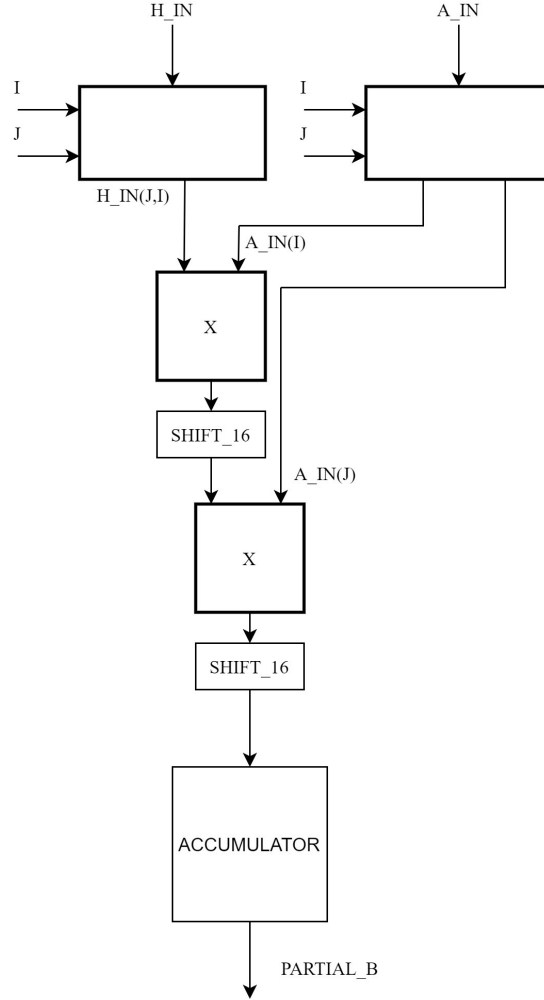 H_IN
A_IN
I
I
J
J
H_IN(J,I)
A_IN(I)
X
SHIFT_16
A_IN(J)
X
SHIFT_16
ACCUMULATOR
PARTIAL_B